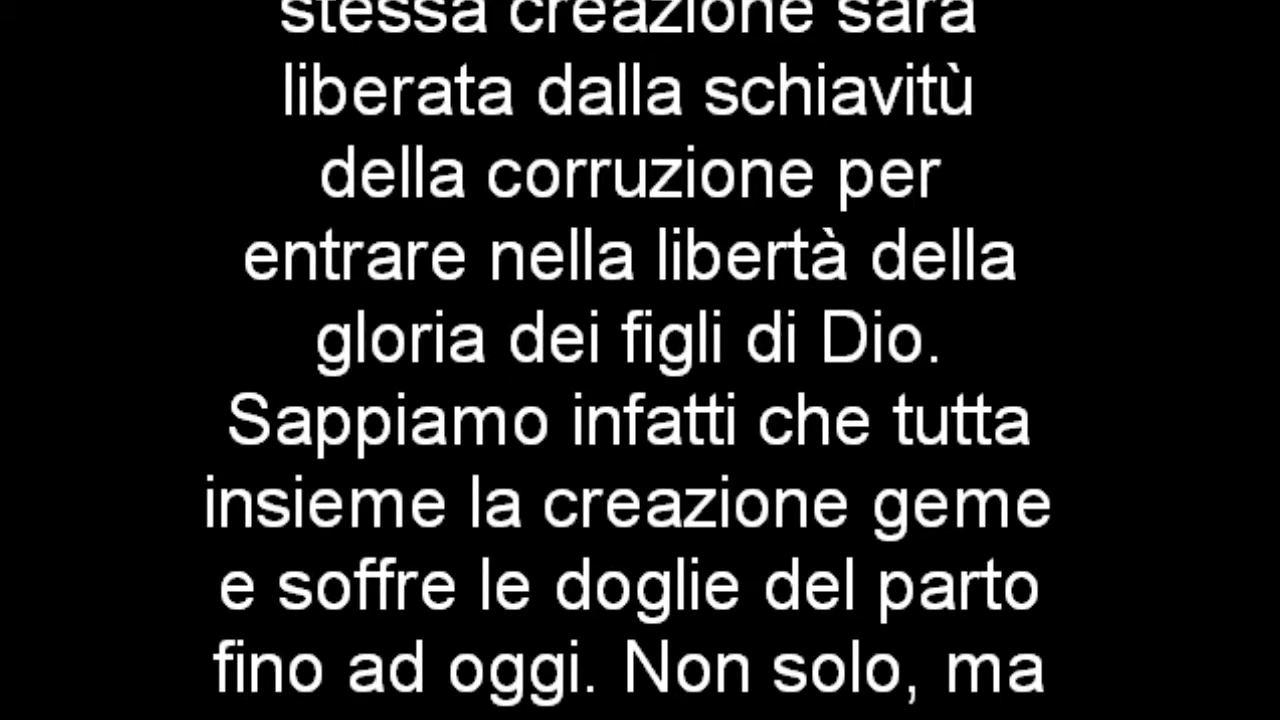 stessa creazione sarà
liberata dalla schiavitù
della corruzione per
entrare nella libertà della
gloria dei figli di Dio.
Sappiamo infatti che tutta
insieme la creazione geme
e soffre le doglie del parto
fino ad oggi. Non solo, ma